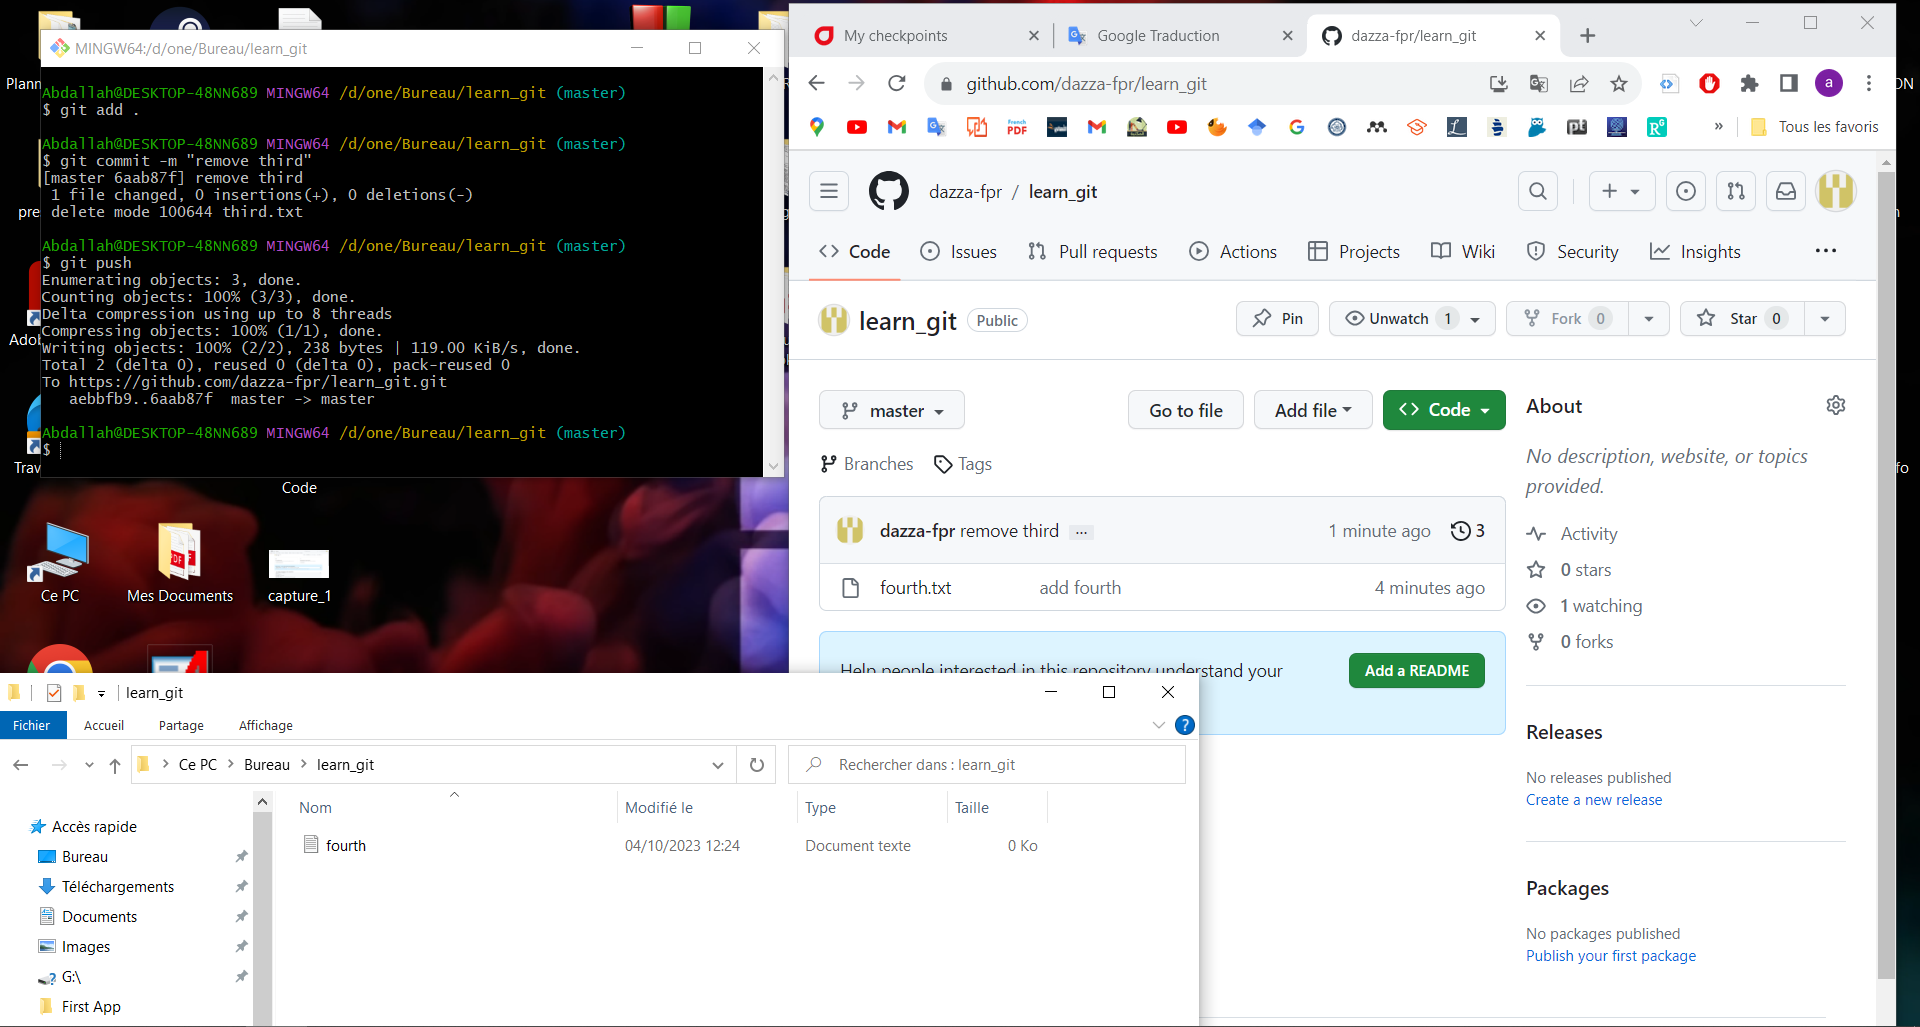 MINGW64:/d/one/Bureau/learn_git
Abdallah@DESKTOP-48NN689 MINGW64 /d/one/Bureau/learn_git (master)
$ git add .
Abdallah@DESKTOP-48NN689 MINGW64 /d/one/Bureau/learn_git (master)
$ git commit -m "remove third"
[master 6aab87f] remove third
1 file changed, 0 insertions(+), 0 deletions(-)
delete mode 100644 third.txt
Abdallah@DESKTOP-48NN689 MINGW64 /d/one/Bureau/learn_git (master)
$ git push
Enumerating objects: 3, done.
Counting objects: 100% (3/3), done.
Delta compression using up to 8 threads
Compressing objects: 100% (1/1), done.
Writing objects: 100% (2/2), 238 bytes | 119.00 KiB/s, done.
Total 2 (delta 0), reused 0 (delta 0), pack-reused 0
To https://github.com/dazza-fpr/learn_git.git
aebbfb9..6aab87f master -> master
Abdallah@DESKTOP-48NN689 MINGW64 /d/one/Bureau/learn_git (master)
$
Plann
pre
Adob
Trav
Code
Ce PC
Mes Documents
capture_1
ON
fo
My checkpoints
Google Traduction
dazza-fpr/learn_git
github.com/dazza-fpr/learn_git
a
French PDF
» Tous les favoris
dazza-fpr / learn_git
Code
Issues
Pull requests
Actions
Projects
Wiki
Security
Insights
learn_git Public
Pin
Unwatch 1
Fork 0
Star 0
master
Go to file
Add file
Code
Branches
Tags
dazza-fpr remove third ...
1 minute ago
3
fourth.txt
add fourth
4 minutes ago
Help people interested in this repository understand your
Add a README
About
No description, website, or topics
provided.
Activity
0 stars
1 watching
0 forks
Releases
No releases published
Create a new release
Packages
No packages published
Publish your first package
learn_git
Fichier
Accueil
Partage
Affichage
?
Ce PC > Bureau > learn_git
Rechercher dans : learn_git
Nom
Modifié le
Type
Taille
fourth
04/10/2023 12:24
Document texte
0 Ko
Accès rapide
Bureau
Téléchargements
Documents
Images
G:\
First App